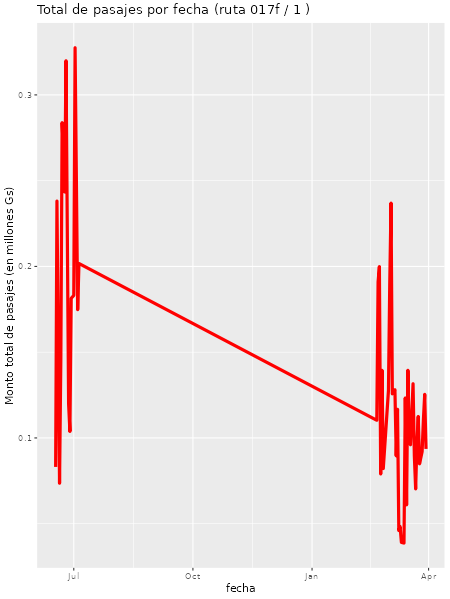 Total de pasajes por fecha (ruta 017f / 1 )
Monto total de pasajes (en millones Gs)
0.3
0.2
0.1
Jul
Oct
Jan
Apr
fecha